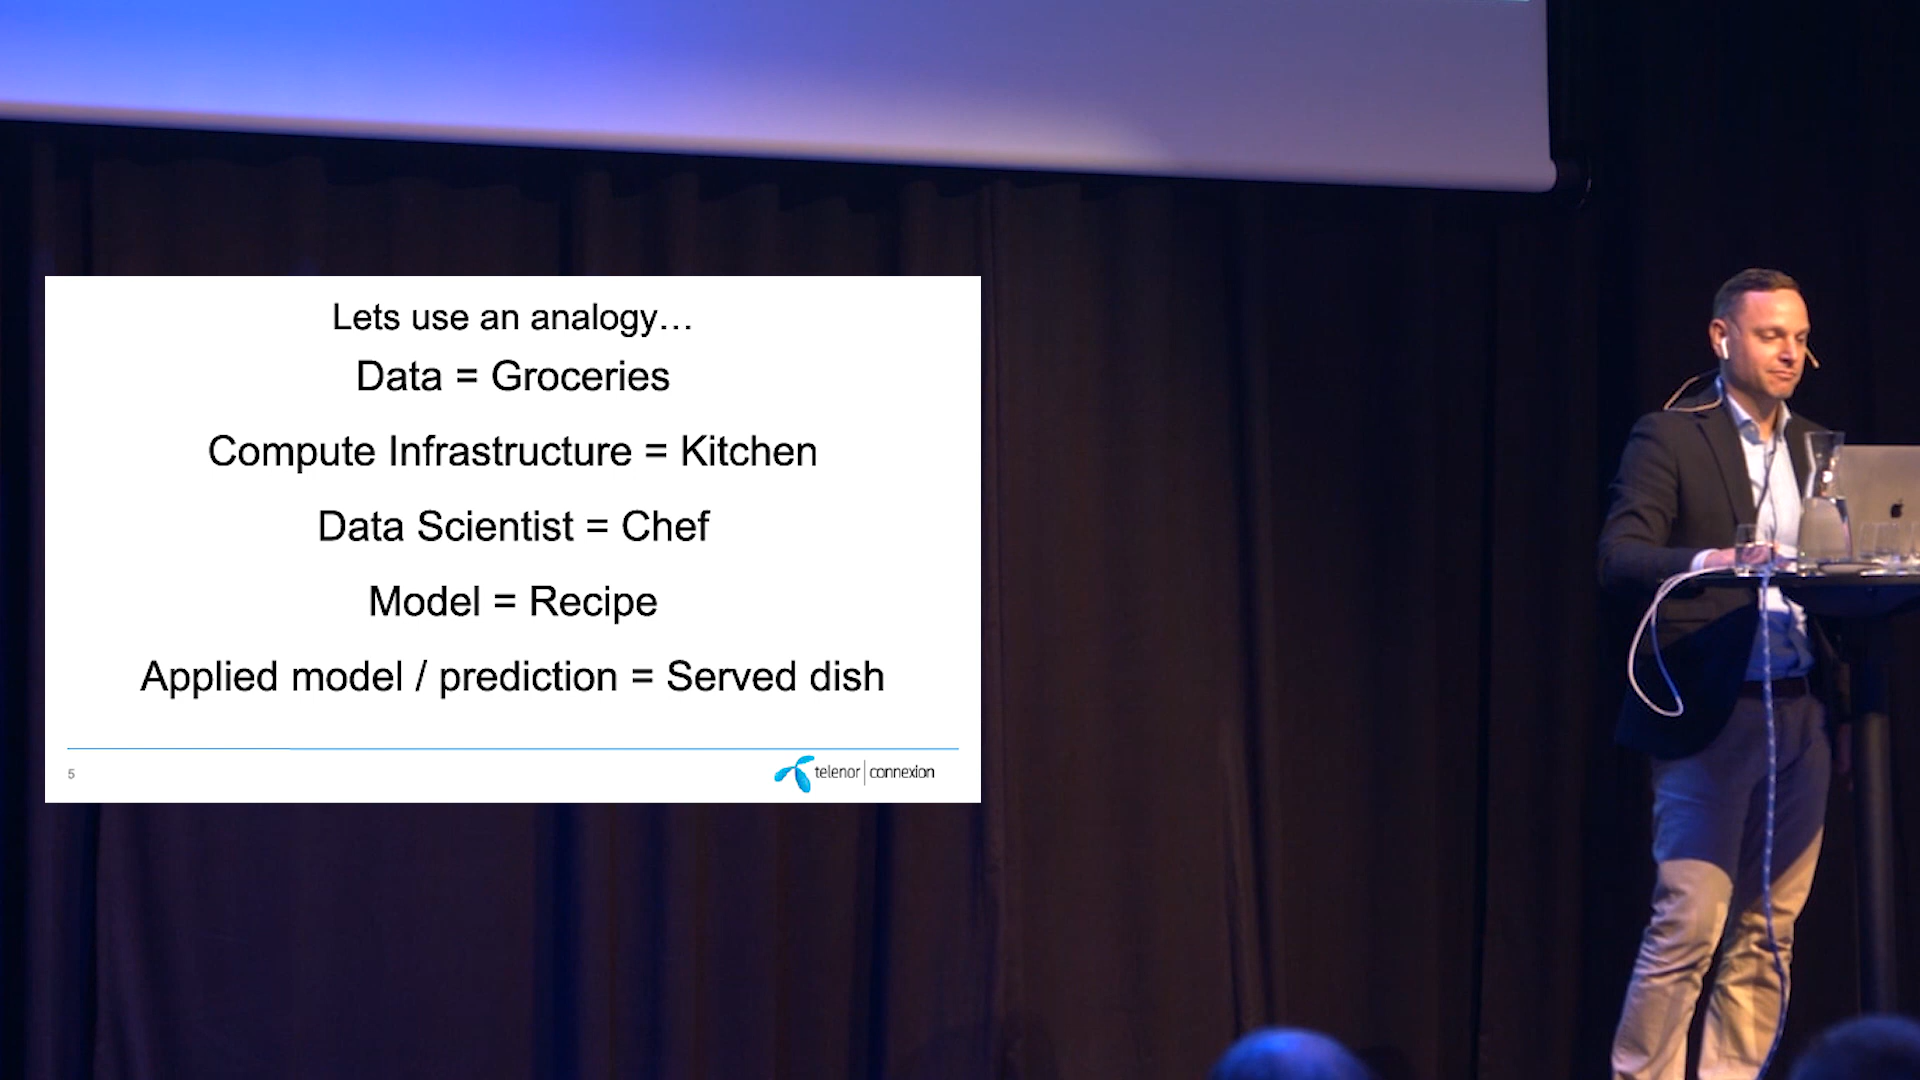 Lets use an analogy…
Data = Groceries
Compute Infrastructure = Kitchen
Data Scientist = Chef
Model = Recipe
Applied model / prediction = Served dish
5
telenor | connexion